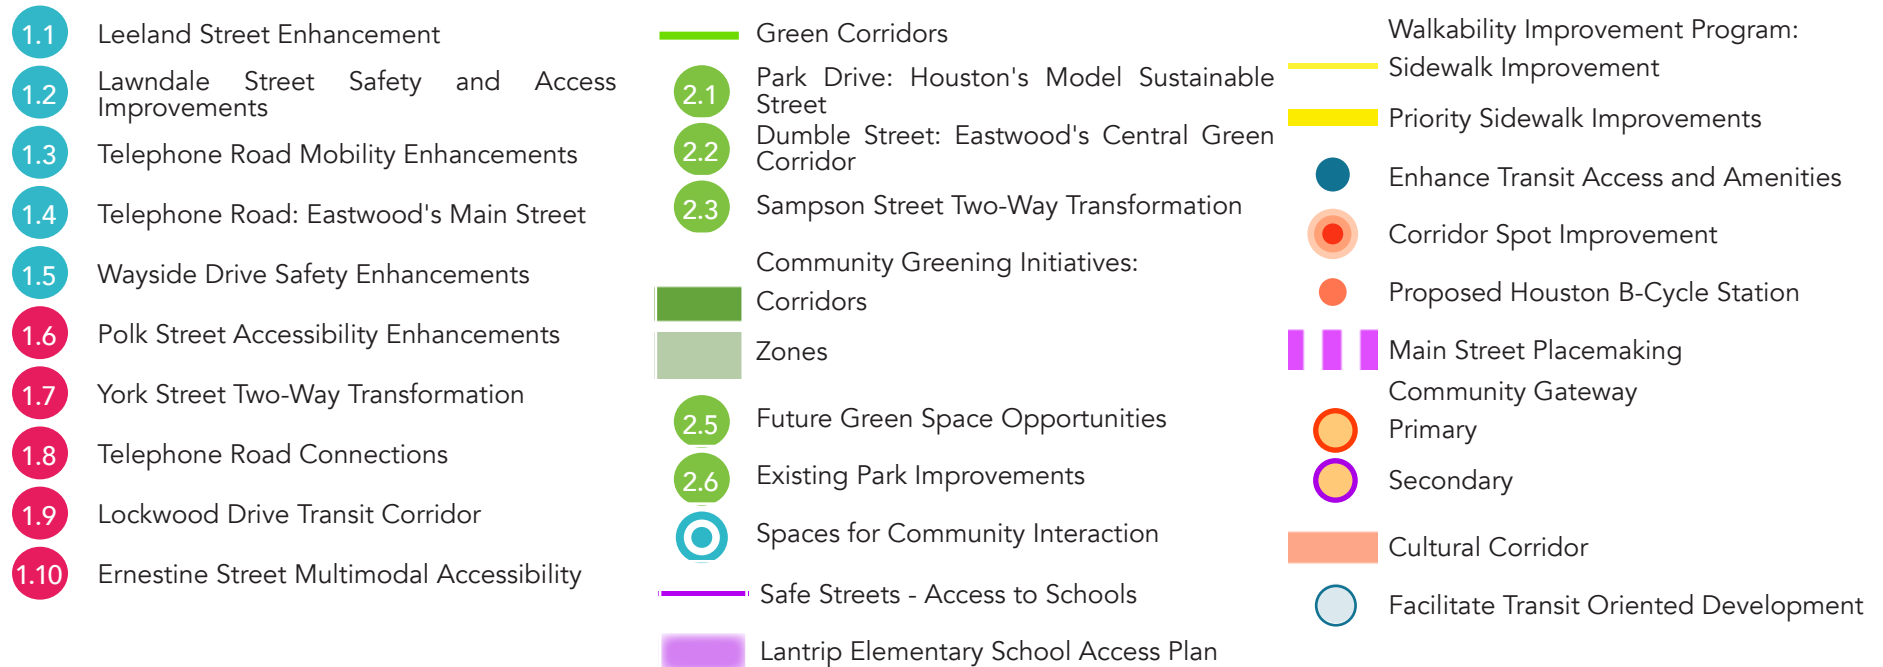 1.1 Leeland Street Enhancement
1.2 Lawndale Street Safety and Access
Improvements
1.3 Telephone Road Mobility Enhancements
1.4 Telephone Road: Eastwood's Main Street
1.5 Wayside Drive Safety Enhancements
1.6 Polk Street Accessibility Enhancements
1.7 York Street Two-Way Transformation
1.8 Telephone Road Connections
1.9 Lockwood Drive Transit Corridor
1.10 Ernestine Street Multimodal Accessibility
Green Corridors
2.1 Park Drive: Houston's Model Sustainable
Street
2.2 Dumble Street: Eastwood's Central Green
Corridor
2.3 Sampson Street Two-Way Transformation
Community Greening Initiatives:
Corridors
Zones
2.5 Future Green Space Opportunities
2.6 Existing Park Improvements
Spaces for Community Interaction
Safe Streets - Access to Schools
Lantrip Elementary School Access Plan
Walkability Improvement Program:
Sidewalk Improvement
Priority Sidewalk Improvements
Enhance Transit Access and Amenities
Corridor Spot Improvement
Proposed Houston B-Cycle Station
Main Street Placemaking
Community Gateway
Primary
Secondary
Cultural Corridor
Facilitate Transit Oriented Development